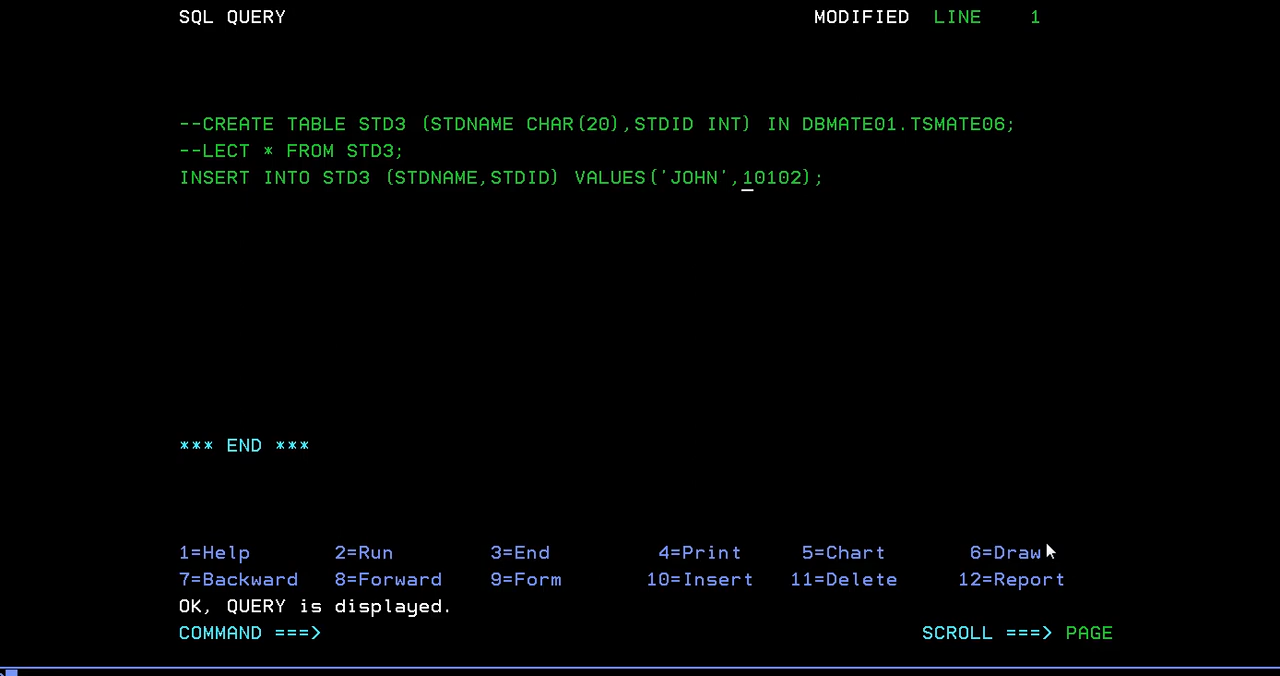 SQL QUERY MODIFIED LINE 1
--CREATE TABLE STD3 (STDNAME CHAR(20),STDID INT) IN DBMATE01.TSMATE06;
--LECT * FROM STD3;
INSERT INTO STD3 (STDNAME,STDID) VALUES('JOHN',10102);
*** END ***
1=Help 2=Run 3=End 4=Print 5=Chart 6=Draw
7=Backward 8=Forward 9=Form 10=Insert 11=Delete 12=Report
OK, QUERY is displayed.
COMMAND ===> SCROLL ===> PAGE